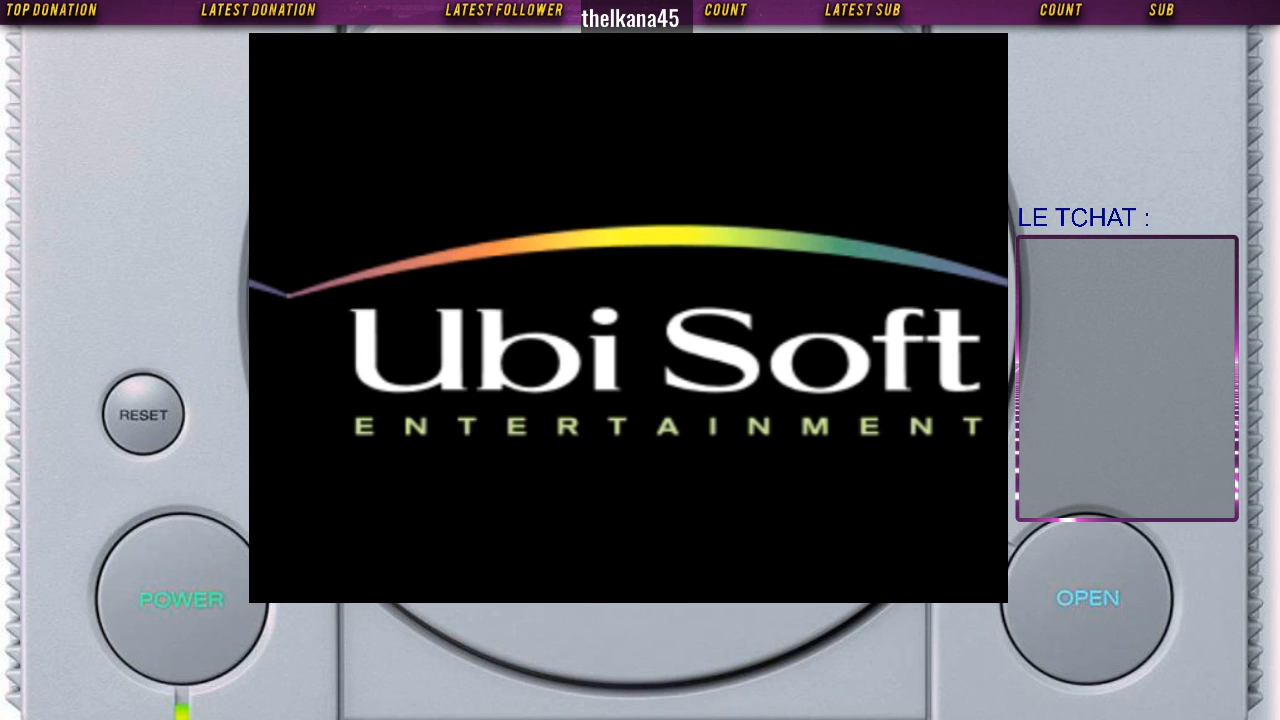 TOP DONATION LATEST DONATION LATEST FOLLOWER thelkana45 COUNT LATEST SUB COUNT SUB
LE TCHAT :
Ubi Soft
RESET
ENTERTAINMENT
POWER
OPEN